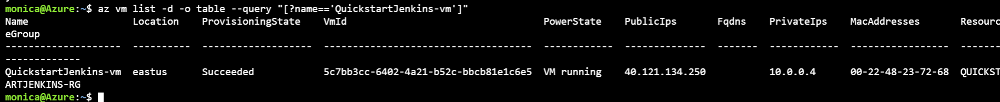 monica@Azure:~$ az vm list -d -o table --query "[?name=='QuickstartJenkins-vm']"
Name                  Location    ProvisioningState    VmId                                  PowerState    PublicIps       Fqdns    PrivateIps    MacAddresses       Resourc
eGroup
--------------------  ----------  -------------------  ------------------------------------  ------------  --------------  -------  ------------  -----------------  -------
-------------
QuickstartJenkins-vm  eastus      Succeeded            5c7bb3cc-6402-4a21-b52c-bbcb81e1c6e5  VM running    40.121.134.250           10.0.0.4      00-22-48-23-72-68  QUICKST
ARTJENKINS-RG
monica@Azure:~$